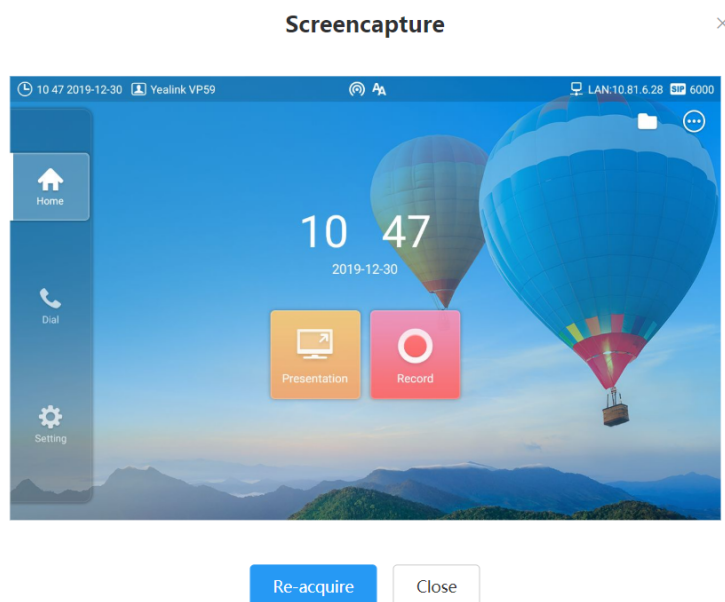 Screencapture
10 47 2019-12-30 Yealink VP59 AA LAN:10.81.6.28 SIP 6000
Home
10 47
2019-12-30
Dial
Presentation Record
Setting
Re-acquire Close